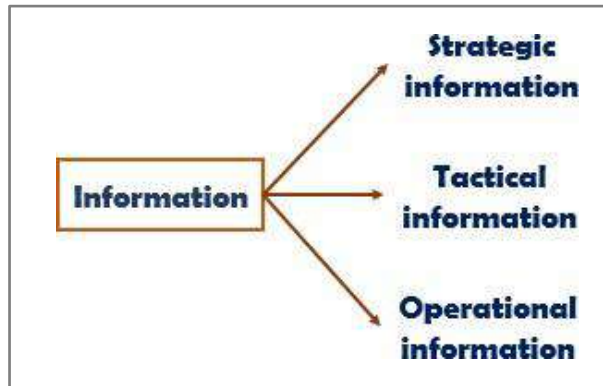 Strategic
information
Information
Tactical
information
Operational
information